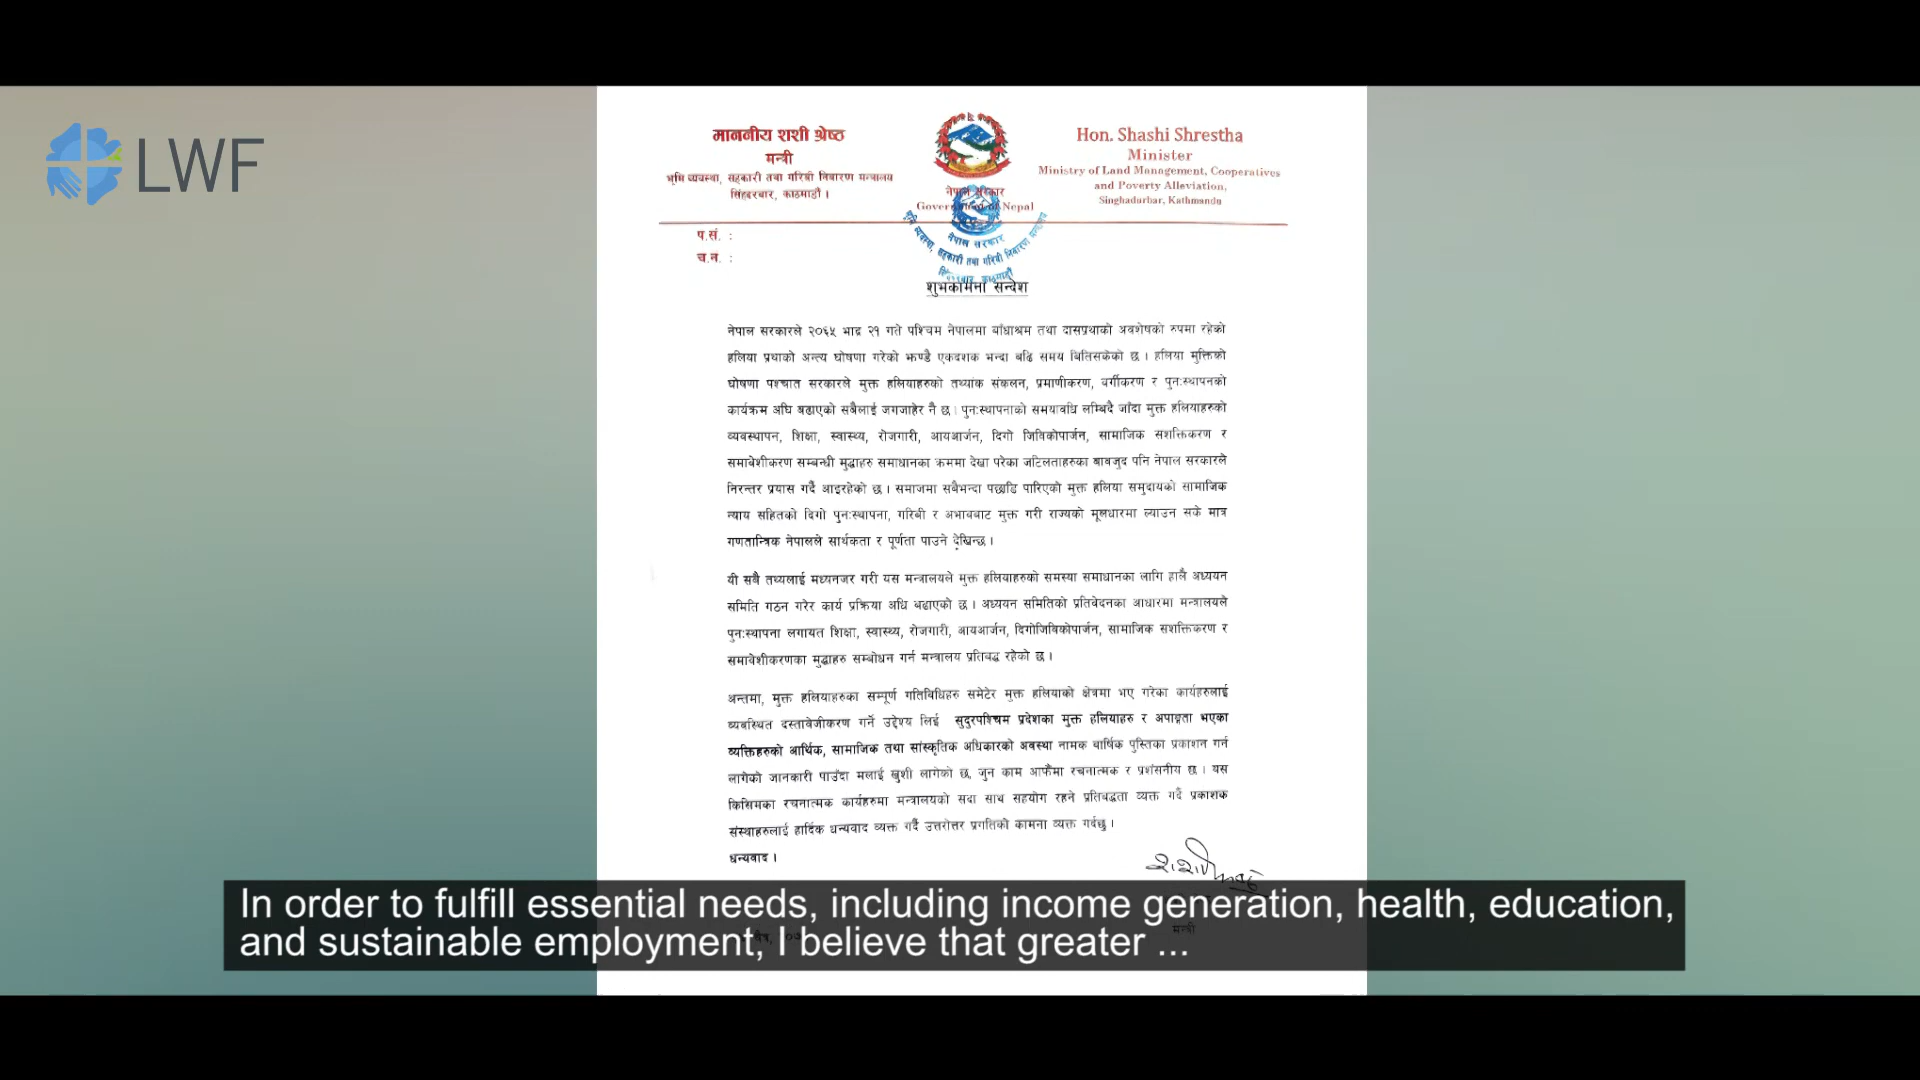 LWF
माननीय शशी श्रेष्ठ
मन्त्री
भूमि व्यवस्था, सहकारी तथा गरिवी निवारण मन्त्रालय
सिंहदरबार, काठमाडौं ।
नेपाल सरकार
Government of Nepal
Hon. Shashi Shrestha
Minister
Ministry of Land Management, Cooperatives
and Poverty Alleviation,
Singhadurbar, Kathmandu
प.सं. :
च.न. :
नेपाल सरकार
भूमि व्यवस्था, सहकारी तथा गरिवी निवारण मन्त्रालय
सिंहदरबार, काठमाडौं
शुभकामना सन्देश
नेपाल सरकारले २०६५ भाद्र २१ गते पश्चिम नेपालमा बाँधाश्रम तथा दासप्रथाको अवशेषको रुपमा रहेको
हलिया प्रथाको अन्त्य घोषणा गरेको झण्डै एकदशक भन्दा बढि समय बितिसकेको छ । हलिया मुक्तिको
घोषणा पश्चात सरकारले मुक्त हलियाहरुको तथ्यांक संकलन, प्रमाणीकरण, वर्गीकरण र पुनःस्थापनको
कार्यक्रम अघि बढाएको सबैलाई जगजाहेर नै छ । पुनःस्थापनाको समयावधि लम्बिदै जाँदा मुक्त हलियाहरुको
व्यवस्थापन, शिक्षा, स्वास्थ्य, रोजगारी, आयआर्जन, दिगो जिविकोपार्जन, सामाजिक सशक्तिकरण र
समावेशीकरण सम्बन्धी मुद्धाहरु समाधानका क्रममा देखा परेका जटिलताहरुका बावजुद पनि नेपाल सरकारले
निरन्तर प्रयास गर्दै आइरहेको छ । समाजमा सबैभन्दा पछाडि पारिएको मुक्त हलिया समुदायको सामाजिक
न्याय सहितको दिगो पुनःस्थापना, गरिबी र अभावबाट मुक्त गरी राज्यको मूलधारमा ल्याउन सके मात्र
गणतान्त्रिक नेपालले सार्थकता र पूर्णता पाउने देखिन्छ ।
यी सबै तथ्यलाई मध्यनजर गरी यस मन्त्रालयले मुक्त हलियाहरुको समस्या समाधानका लागि हालै अध्ययन
समिति गठन गरेर कार्य प्रक्रिया अधि बढाएको छ । अध्ययन समितिको प्रतिवेदनका आधारमा मन्त्रालयले
पुनःस्थापना लगायत शिक्षा, स्वास्थ्य, रोजगारी, आयआर्जन, दिगोजिविकोपार्जन, सामाजिक सशक्तिकरण र
समावेशीकरणका मुद्धाहरु सम्बोधन गर्न मन्त्रालय प्रतिबद्ध रहेको छ ।
अन्तमा, मुक्त हलियाहरुका सम्पूर्ण गतिविधिहरु समेटेर मुक्त हलियाको क्षेत्रमा भए गरेका कार्यहरुलाई
व्यवस्थित दस्तावेजीकरण गर्ने उद्देश्य लिई सुदुरपश्चिम प्रदेशका मुक्त हलियाहरु र अपाङ्गता भएका
व्यक्तिहरुको आर्थिक, सामाजिक तथा सांस्कृतिक अधिकारको अवस्था नामक वार्षिक पुस्तिका प्रकाशन गर्न
लागेको जानकारी पाउँदा मलाई खुशी लागेको छ, जुन काम आफैंमा रचनात्मक र प्रशंसनीय छ । यस
किसिमका रचनात्मक कार्यहरुमा मन्त्रालयको सदा साथ सहयोग रहने प्रतिबद्धता व्यक्त गर्दै प्रकाशक
संस्थाहरुलाई हार्दिक धन्यवाद व्यक्त गर्दै उत्तरोत्तर प्रगतिको कामना व्यक्त गर्दछु ।
धन्यवाद ।
मन्त्री
In order to fulfill essential needs, including income generation, health, education,
and sustainable employment, I believe that greater ...